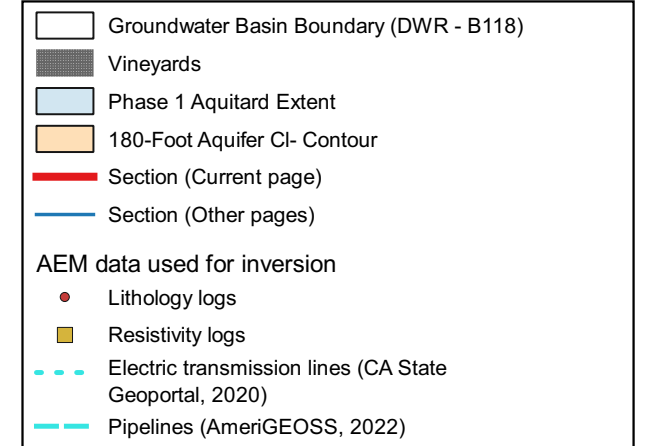 Groundwater Basin Boundary (DWR - B118)
Vineyards
Phase 1 Aquitard Extent
180-Foot Aquifer Cl- Contour
Section (Current page)
Section (Other pages)
AEM data used for inversion
Lithology logs
Resistivity logs
Electric transmission lines (CA State
Geoportal, 2020)
Pipelines (AmeriGEOSS, 2022)